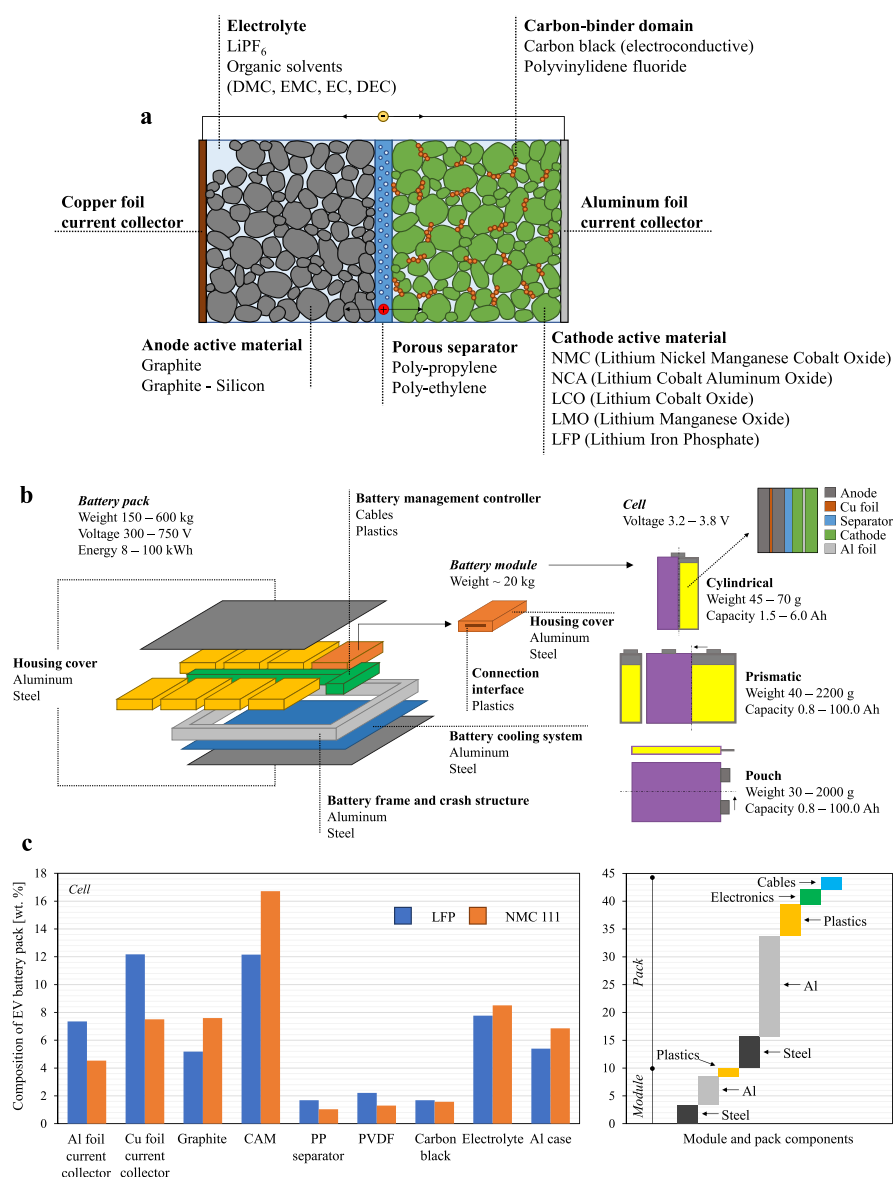 Electrolyte
LiPF6
Organic solvents
(DMC, EMC, EC, DEC)
Carbon-binder domain
Carbon black (electroconductive)
Polyvinylidene fluoride
a
Copper foil
current collector
Aluminum foil
current collector
Anode active material
Graphite
Graphite - Silicon
Porous separator
Poly-propylene
Poly-ethylene
Cathode active material
NMC (Lithium Nickel Manganese Cobalt Oxide)
NCA (Lithium Cobalt Aluminum Oxide)
LCO (Lithium Cobalt Oxide)
LMO (Lithium Manganese Oxide)
LFP (Lithium Iron Phosphate)
b
Battery pack
Weight 150 – 600 kg
Voltage 300 – 750 V
Energy 8 – 100 kWh
Battery management controller
Cables
Plastics
Battery module
Weight ~ 20 kg
Cell
Voltage 3.2 – 3.8 V
Anode
Cu foil
Separator
Cathode
Al foil
Cylindrical
Weight 45 – 70 g
Capacity 1.5 – 6.0 Ah
Housing cover
Aluminum
Steel
Housing cover
Aluminum
Steel
Connection
interface
Plastics
Prismatic
Weight 40 – 2200 g
Capacity 0.8 – 100.0 Ah
Battery cooling system
Aluminum
Steel
Battery frame and crash structure
Aluminum
Steel
Pouch
Weight 30 – 2000 g
Capacity 0.8 – 100.0 Ah
c
Composition of EV battery pack [wt. %]
18
16
14
12
10
8
6
4
2
0
Cell
LFP
NMC 111
Al foil
current
collector
Cu foil
current
collector
Graphite
CAM
PP
separator
PVDF
Carbon
black
Electrolyte
Al case
45
40
35
30
25
20
15
10
5
0
Pack
Module
Cables
Electronics
Plastics
Al
Steel
Plastics
Al
Steel
Module and pack components